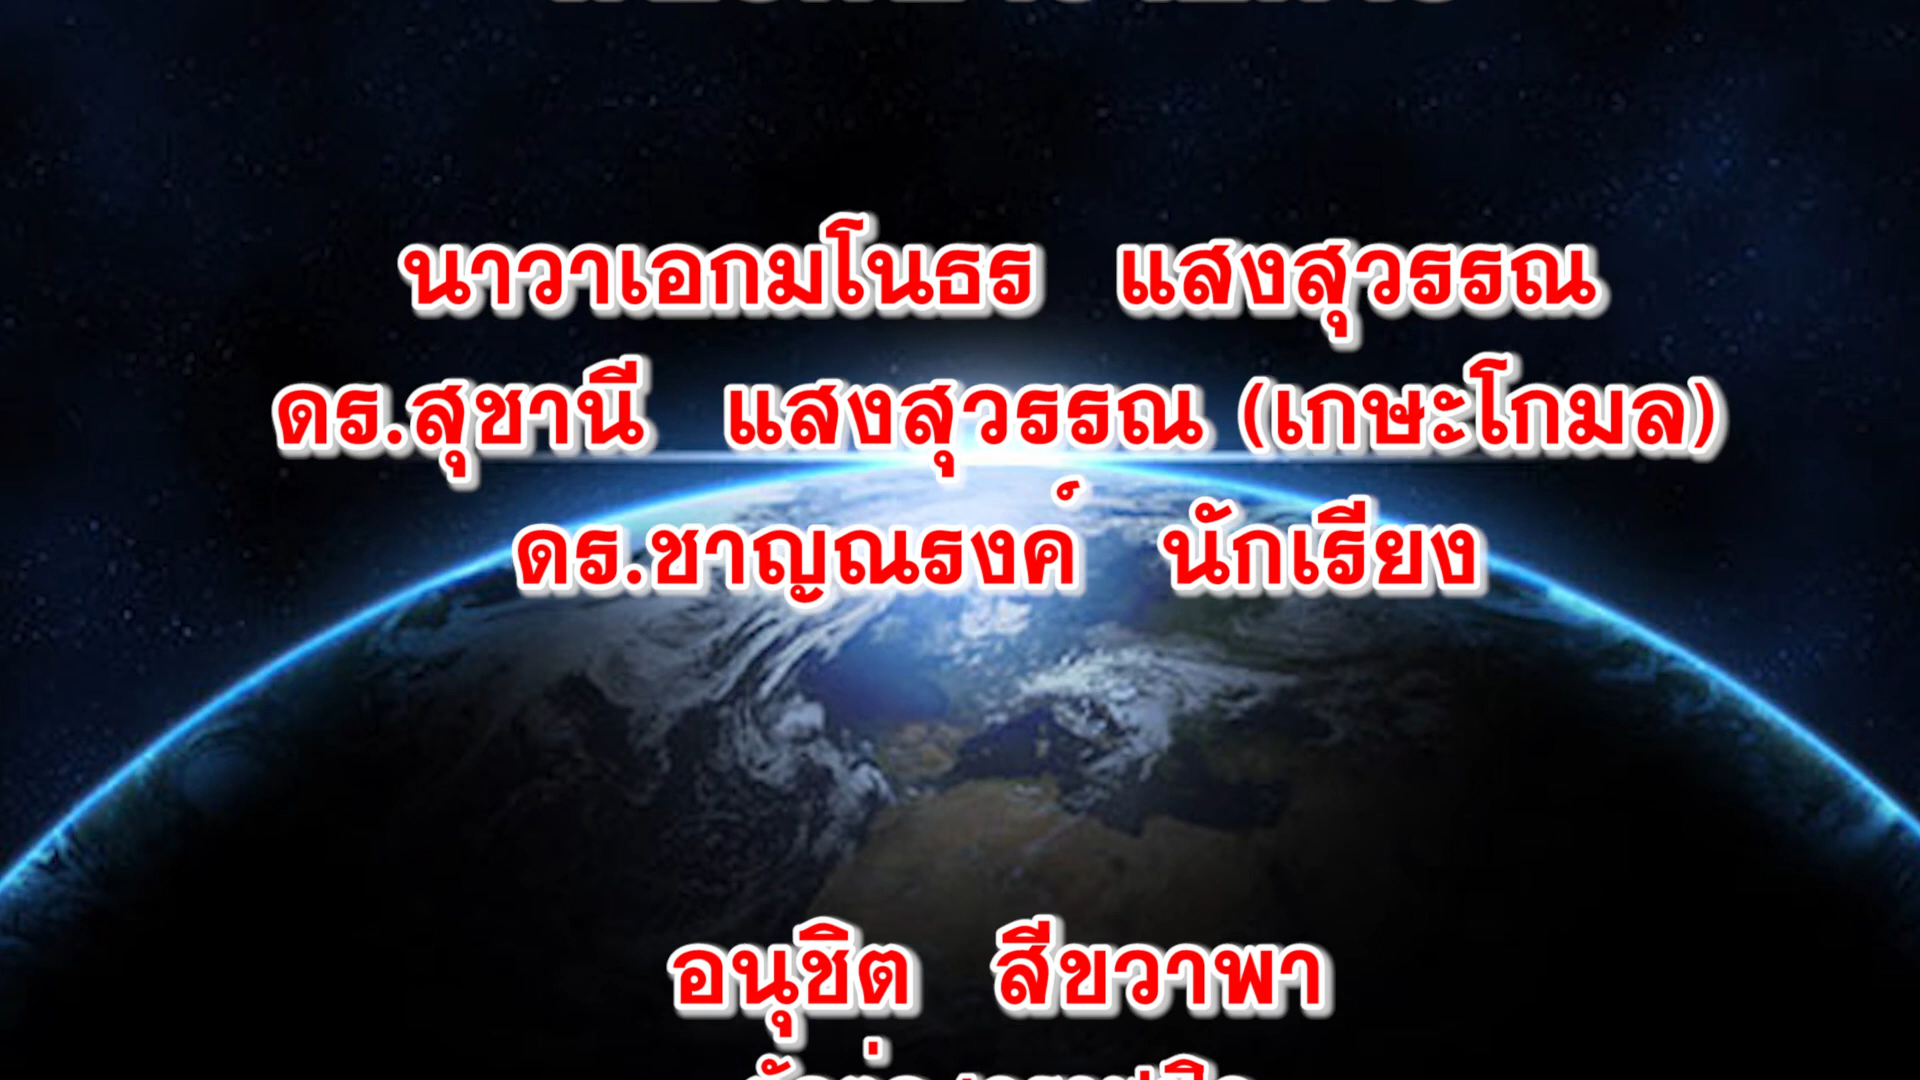 นาวาเอกมโนธร แสงสุวรรณ
ดร.สุชานี แสงสุวรรณ (เกษะโกมล)
ดร.ชาญณรงค์ นักเรียง
อนุชิต สีขวาพา